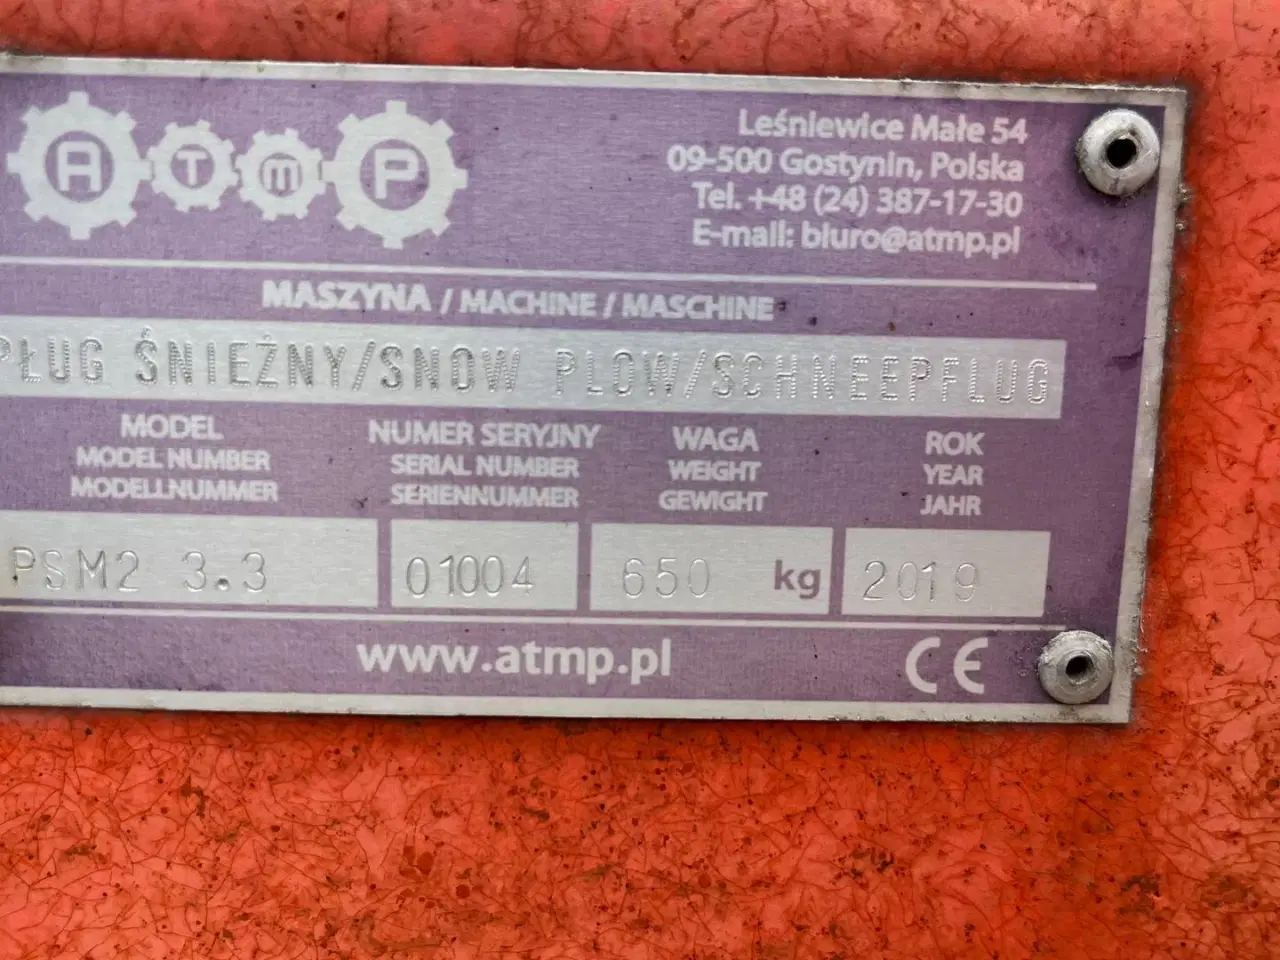 ATmP
Leśniewice Małe 54
09-500 Gostynin, Polska
Tel. +48 (24) 387-17-30
E-mail: biuro@atmp.pl
MASZYNA / MACHINE / MASCHINE
PŁUG ŚNIEŻNY/SNOW PLOW/SCHNEEPFLUG
MODEL
MODEL NUMBER
MODELLNUMMER
NUMER SERYJNY
SERIAL NUMBER
SERIENNUMMER
WAGA
WEIGHT
GEWIGHT
ROK
YEAR
JAHR
PSM2 3.3
01004
650 kg
2019
www.atmp.pl
CE